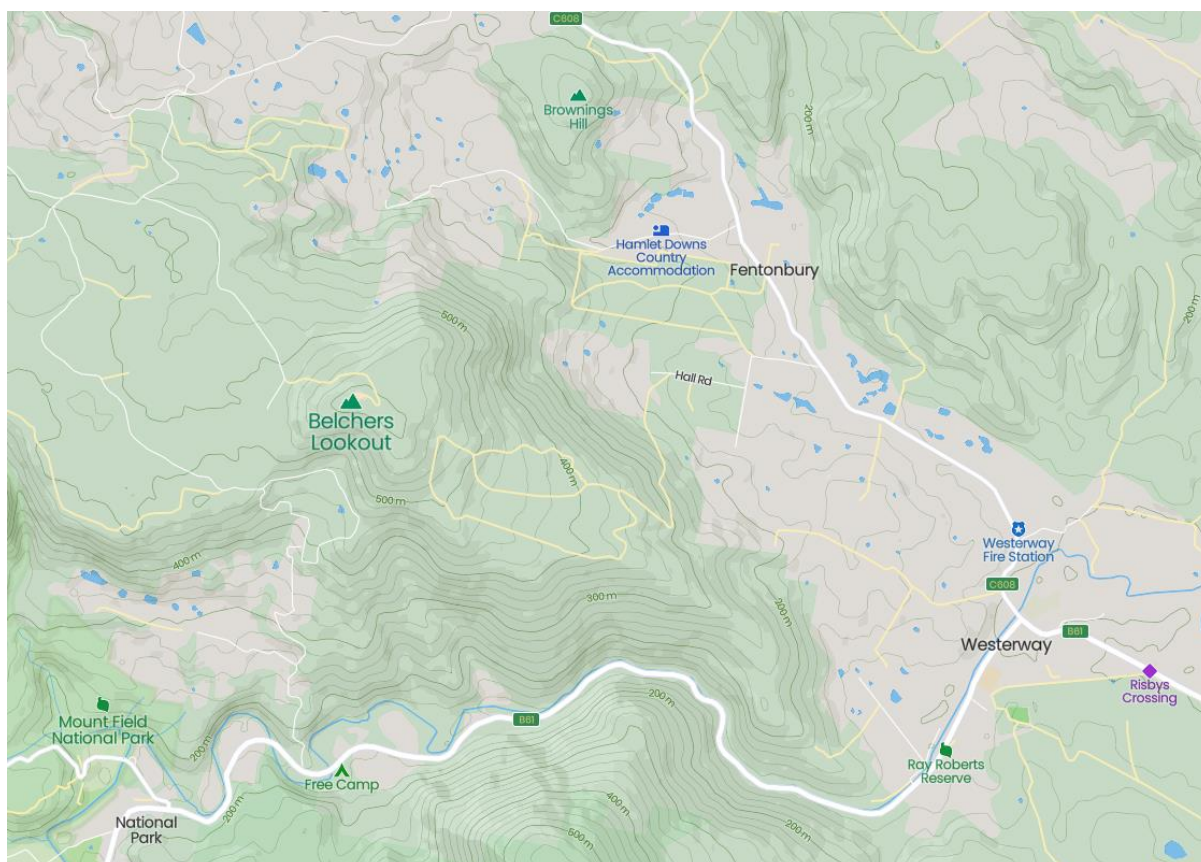 C608
Brownings
Hill
200 m
Hamlet Downs
Country
Accommodation
Fentonbury
200 m
500 m
Hall Rd
Belchers
Lookout
400 m
500 m
Westerway
Fire Station
400 m
C608
300 m
200 m
Westerway
B61
Risbys
Crossing
200 m
Mount Field
National Park
B61
200 m
Ray Roberts
Reserve
Free Camp
200 m
400 m
National
Park
200 m
500 m